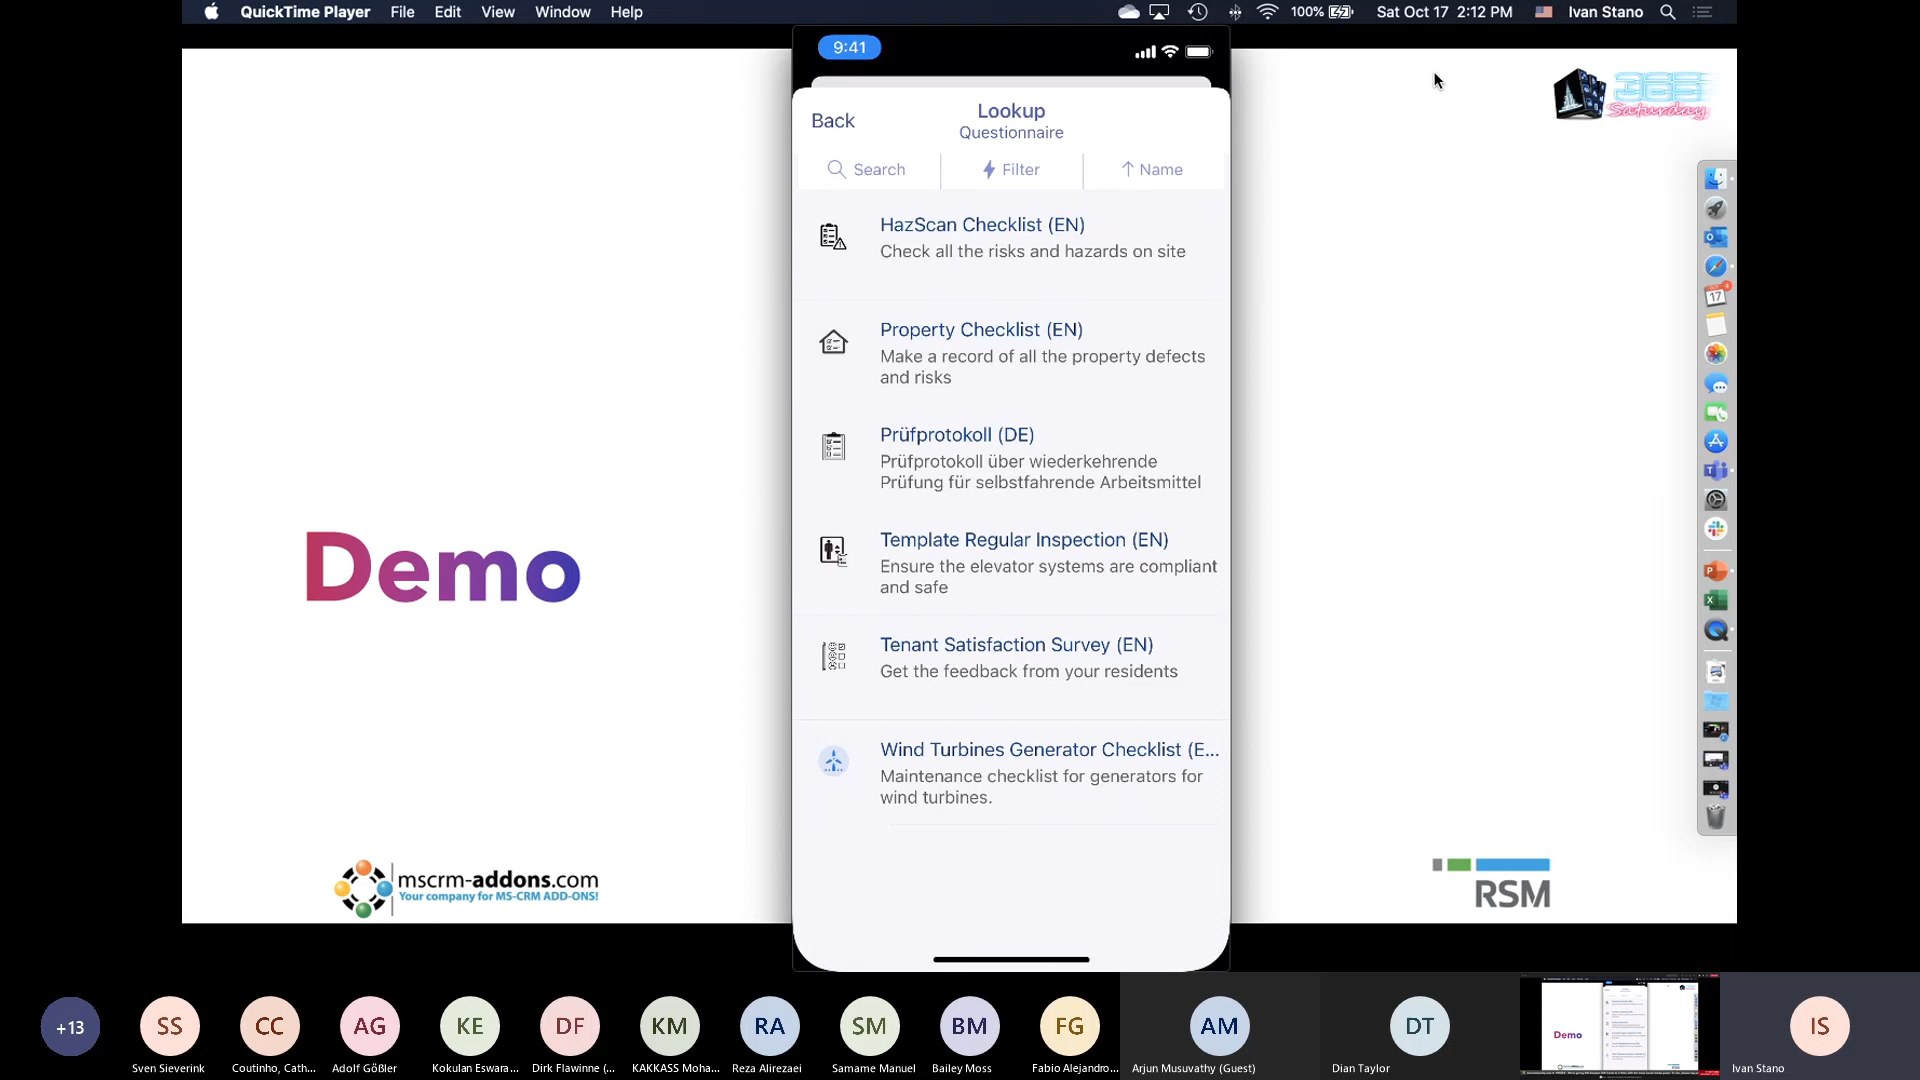 QuickTime Player File Edit View Window Help 100% Sat Oct 17 2:12 PM Ivan Stano
9:41
365
Saturday
Back
Lookup
Questionnaire
Search Filter Name
HazScan Checklist (EN)
Check all the risks and hazards on site
Property Checklist (EN)
Make a record of all the property defects
and risks
Prüfprotokoll (DE)
Prüfprotokoll über wiederkehrende
Prüfung für selbstfahrende Arbeitsmittel
Template Regular Inspection (EN)
Ensure the elevator systems are compliant
and safe
Tenant Satisfaction Survey (EN)
Get the feedback from your residents
Wind Turbines Generator Checklist (E...
Maintenance checklist for generators for
wind turbines.
Demo
mscrm-addons.com
Your company for MS-CRM ADD-ONS!
RSM
17
+13 SS CC AG KE DF KM RA SM BM FG AM DT Demo IS
Sven Sieverink Coutinho, Cath... Adolf Gößler Kokulan Eswara... Dirk Flawinne (... KAKKASS Moha... Reza Alirezaei Samame Manuel Bailey Moss Fabio Alejandro... Arjun Musuvathy (Guest) Dian Taylor Ivan Stano